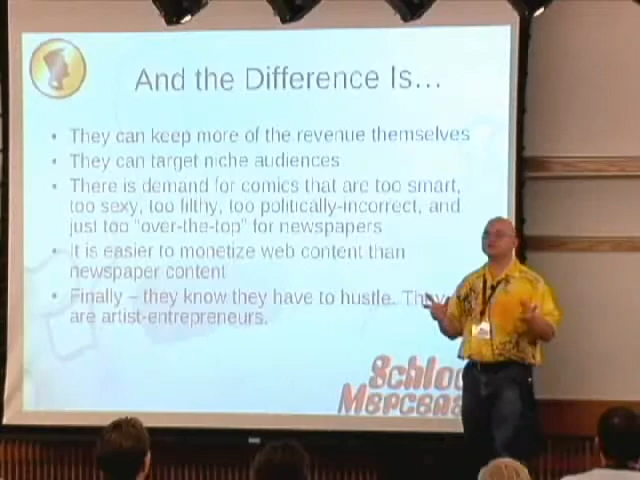 And the Difference Is...
• They can keep more of the revenue themselves
• They can target niche audiences
• There is demand for comics that are too smart,
too sexy, too filthy, too politically-incorrect, and
just too "over-the-top" for newspapers
• It is easier to monetize web content than
newspaper content
• Finally – they know they have to hustle. They
are artist-entrepreneurs.